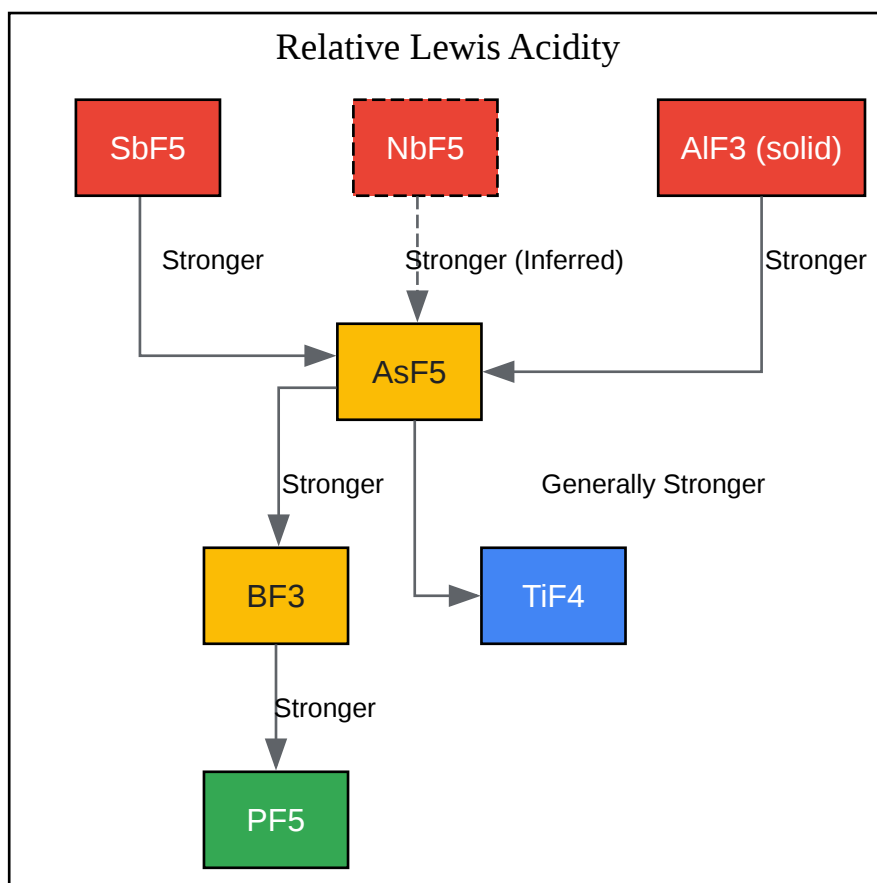 Relative Lewis Acidity
SbF5
NbF5
AlF3 (solid)
Stronger
Stronger (Inferred)
Stronger
AsF5
Stronger
Generally Stronger
BF3
TiF4
Stronger
PF5